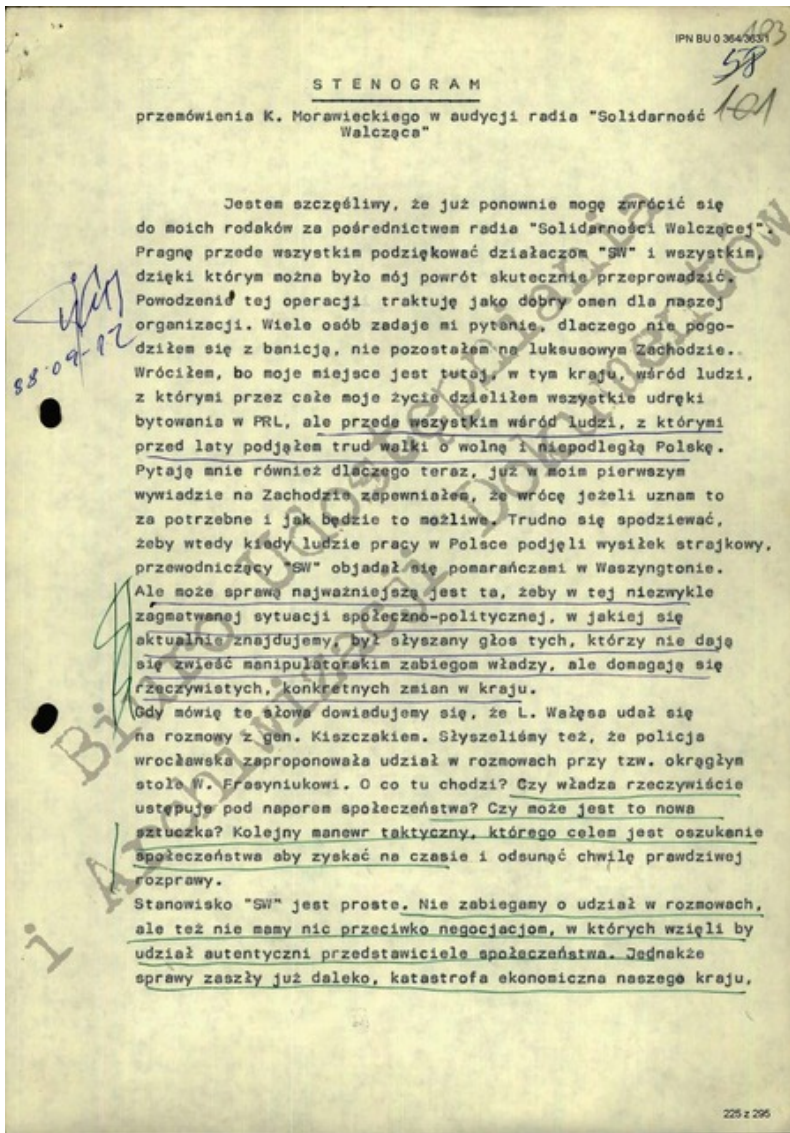 IPN BU 0 364/363/1
183
58
101
STENOGRAM
przemówienia K. Morawieckiego w audycji radia "Solidarność
Walcząca"
Jestem szczęśliwy, że już ponownie mogę zwrócić się
do moich rodaków za pośrednictwem radia "Solidarności Walczącej".
Pragnę przede wszystkim podziękować działaczom "SW" i wszystkim,
dzięki którym można było mój powrót skutecznie przeprowadzić.
Powodzenie tej operacji traktuję jako dobry omen dla naszej
organizacji. Wiele osób zadaje mi pytanie, dlaczego nie pogo-
dziłem się z banicją, nie pozostałem na luksusowym Zachodzie.
Wróciłem, bo moje miejsce jest tutaj, w tym kraju, wśród ludzi,
z którymi przez całe moje życie dzieliłem wszystkie udręki
bytowania w PRL, ale przede wszystkim wśród ludzi, z którymi
przed laty podjąłem trud walki o wolną i niepodległą Polskę.
Pytają mnie również dlaczego teraz, już w moim pierwszym
wywiadzie na Zachodzie zapewniałem, że wrócę jeżeli uznam to
za potrzebne i jak będzie to możliwe. Trudno się spodziewać,
żeby wtedy kiedy ludzie pracy w Polsce podjęli wysiłek strajkowy,
przewodniczący "SW" objadał się pomarańczami w Waszyngtonie.
Ale może sprawą najważniejszą jest ta, żeby w tej niezwykle
zagmatwanej sytuacji społeczno-politycznej, w jakiej się
aktualnie znajdujemy, był słyszany głos tych, którzy nie dają
się zwieść manipulatorskim zabiegom władzy, ale domagają się
rzeczywistych, konkretnych zmian w kraju.
Gdy mówię te słowa dowiadujemy się, że L. Wałęsa udał się
na rozmowy z gen. Kiszczakiem. Słyszeliśmy też, że policja
wrocławska zaproponowała udział w rozmowach przy tzw. okrągłym
stole W. Frasyniukowi. O co tu chodzi? Czy władza rzeczywiście
ustępuje pod naporem społeczeństwa? Czy może jest to nowa
sztuczka? Kolejny manewr taktyczny, którego celem jest oszukanie
społeczeństwa aby zyskać na czasie i odsunąć chwilę prawdziwej
rozprawy.
Stanowisko "SW" jest proste. Nie zabiegamy o udział w rozmowach,
ale też nie mamy nic przeciwko negocjacjom, w których wzięli by
udział autentyczni przedstawiciele społeczeństwa. Jednakże
sprawy zaszły już daleko, katastrofa ekonomiczna naszego kraju,
88-09-12
Biuro Udostępniania
i Archiwizacji Dokumentów
225 z 295